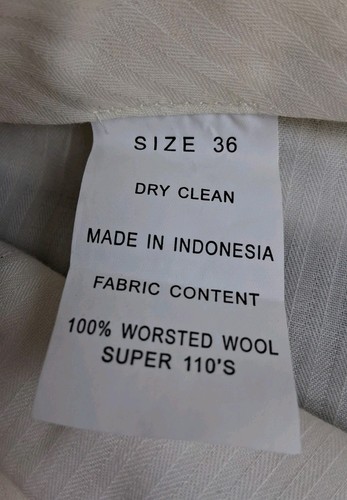 SIZE 36
DRY CLEAN
MADE IN INDONESIA
FABRIC CONTENT
100% WORSTED WOOL
SUPER 110'S